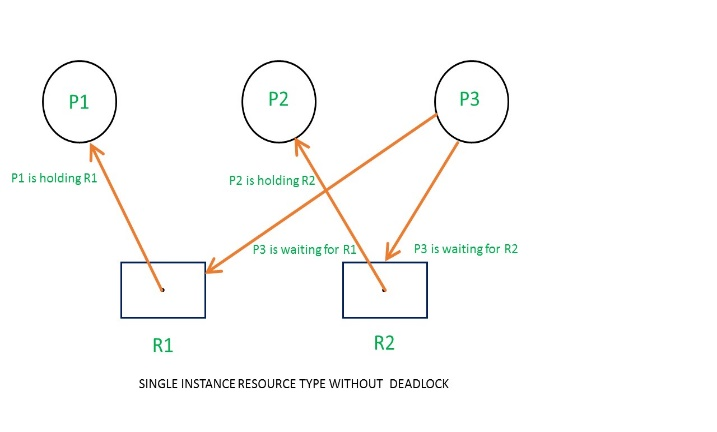 P1
P2
P3
P1 is holding R1
P2 is holding R2
P3 is waiting for R1
P3 is waiting for R2
R1
R2
SINGLE INSTANCE RESOURCE TYPE WITHOUT DEADLOCK